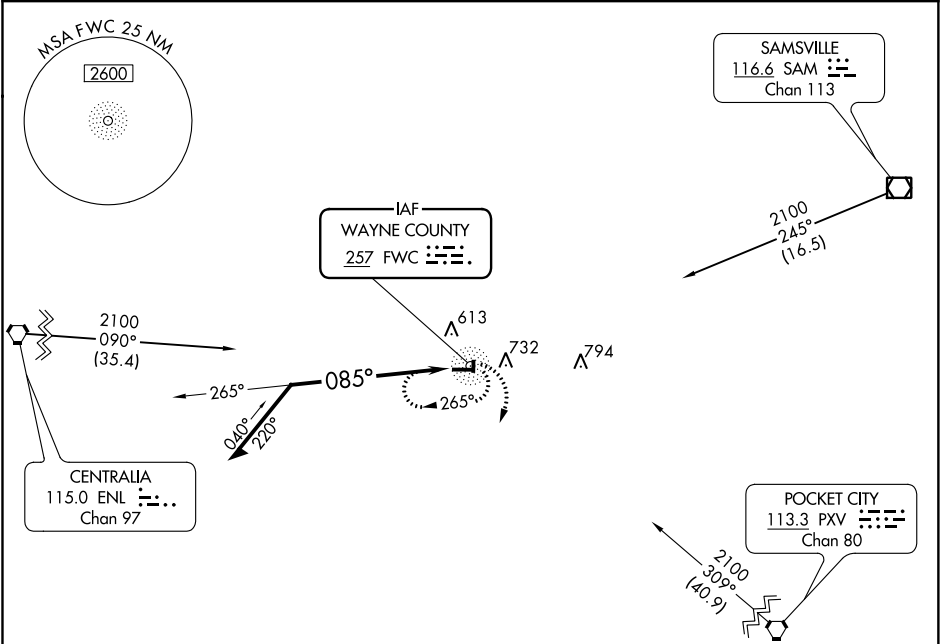 MSA FWC 25 NM
2600
SAMSVILLE
116.6 SAM
Chan 113
2100
245°
(16.5)
IAF
WAYNE COUNTY
257 FWC
613
732
794
2100
090°
(35.4)
265°
085°
265°
040°
220°
CENTRALIA
115.0 ENL
Chan 97
POCKET CITY
113.3 PXV
Chan 80
2100
309°
(40.9)